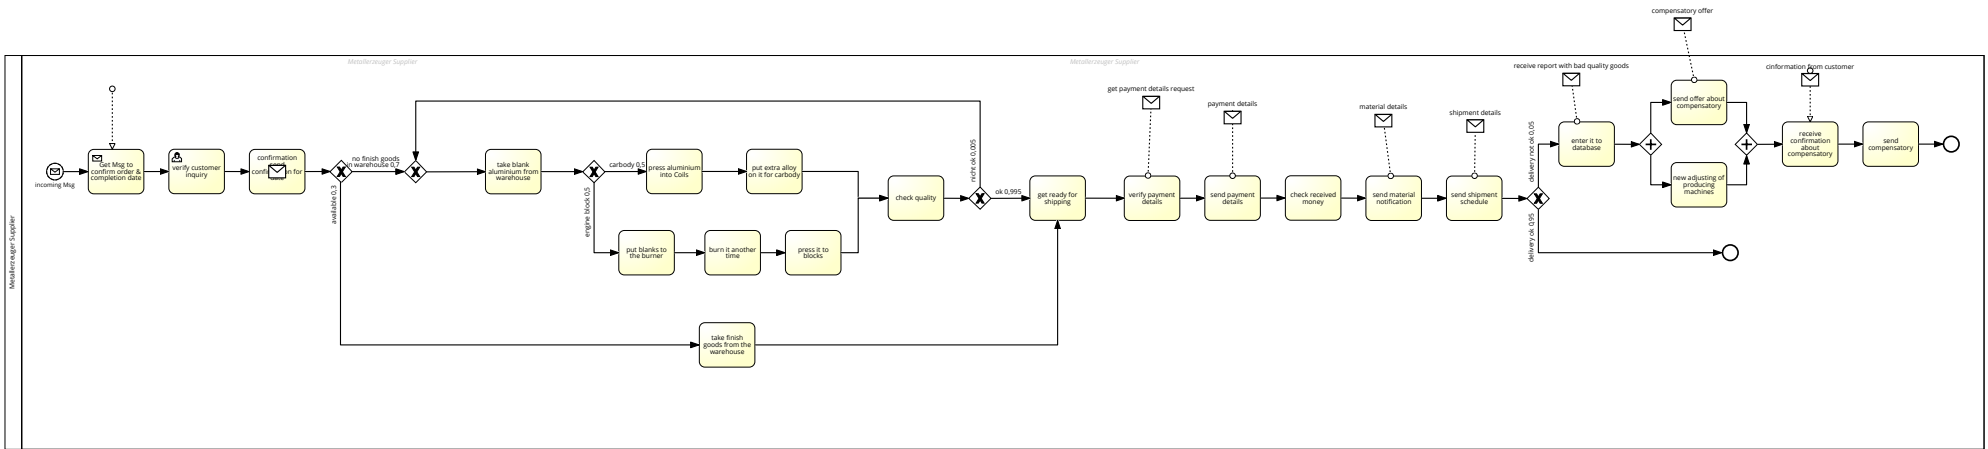 compensatory offer
Metallerzeuger Supplier
Metallerzeuger Supplier
Metallerzeuger Supplier
incoming Msg
Get Msg to
confirm order &
completion date
verify customer
inquiry
confirmation
no finish goods
in warehouse 0,7
available 0,3
take blank
aluminium from
warehouse
carbody 0,5
engine block 0,5
press aluminium
into Coils
put extra alloy
on it for carbody
put blanks to
the burner
burn it another
time
press it to
blocks
take finish
goods from the
warehouse
check quality
nicht ok 0,005
ok 0,995
get ready for
shipping
get payment details request
verify payment
details
payment details
send payment
details
check received
money
material details
send material
notification
shipment details
send shipment
schedule
delivery not ok 0,05
delivery ok 0,95
receive report with bad quality goods
enter it to
database
send offer about
compensatory
new adjusting of
producing
machines
cinformation from customer
receive
confirmation
about
compensatory
send
compensatory